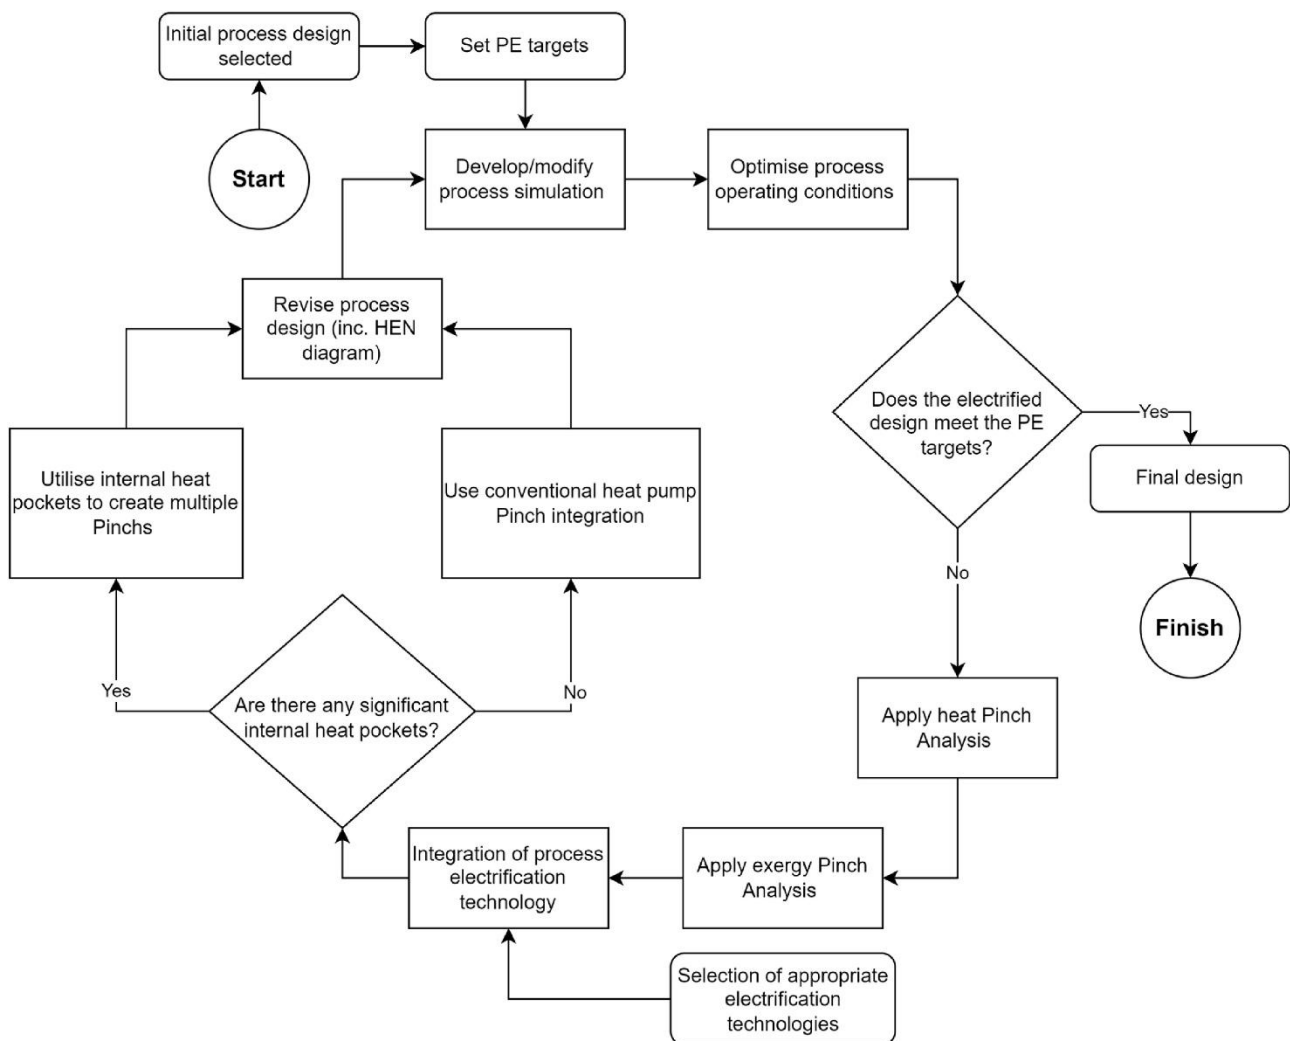 Initial process design
selected
Set PE targets
Start
Develop/modify
process simulation
Optimise process
operating conditions
Revise process
design (inc. HEN
diagram)
Does the electrified
design meet the PE
targets?
Yes
Final design
Utilise internal heat
pockets to create multiple
Pinchs
Use conventional heat pump
Pinch integration
No
Finish
Yes
Are there any significant
internal heat pockets?
No
Apply heat Pinch
Analysis
Integration of process
electrification
technology
Apply exergy Pinch
Analysis
Selection of appropriate
electrification
technologies